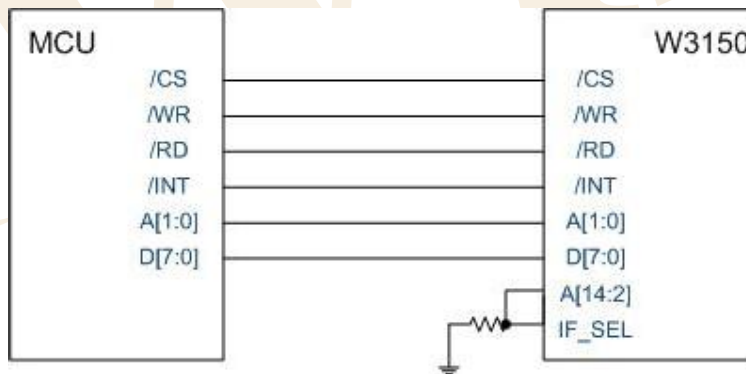 MCU
/CS
/WR
/RD
/INT
A[1:0]
D[7:0]
W3150
/CS
/WR
/RD
/INT
A[1:0]
D[7:0]
A[14:2]
IF_SEL